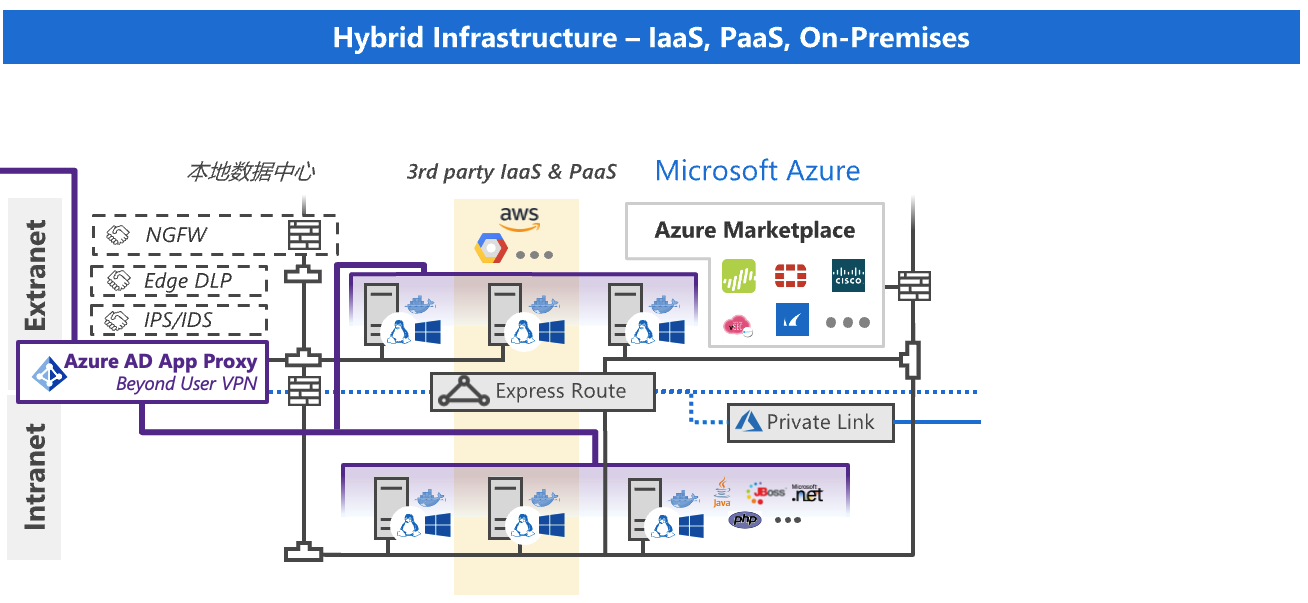 Hybrid Infrastructure – IaaS, PaaS, On-Premises
本地数据中心
3rd party IaaS & PaaS
Microsoft Azure
Extranet
NGFW
aws
Azure Marketplace
Edge DLP
CISCO
IPS/IDS
Azure AD App Proxy
Beyond User VPN
Express Route
Private Link
Intranet
Java
JBoss
Microsoft
.net
php